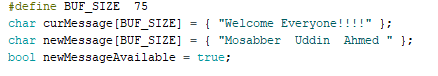 #define BUF_SIZE  75
char curMessage[BUF_SIZE] = { "Welcome Everyone!!!!" };
char newMessage[BUF_SIZE] = { "Mosabber  Uddin  Ahmed " };
bool newMessageAvailable = true;